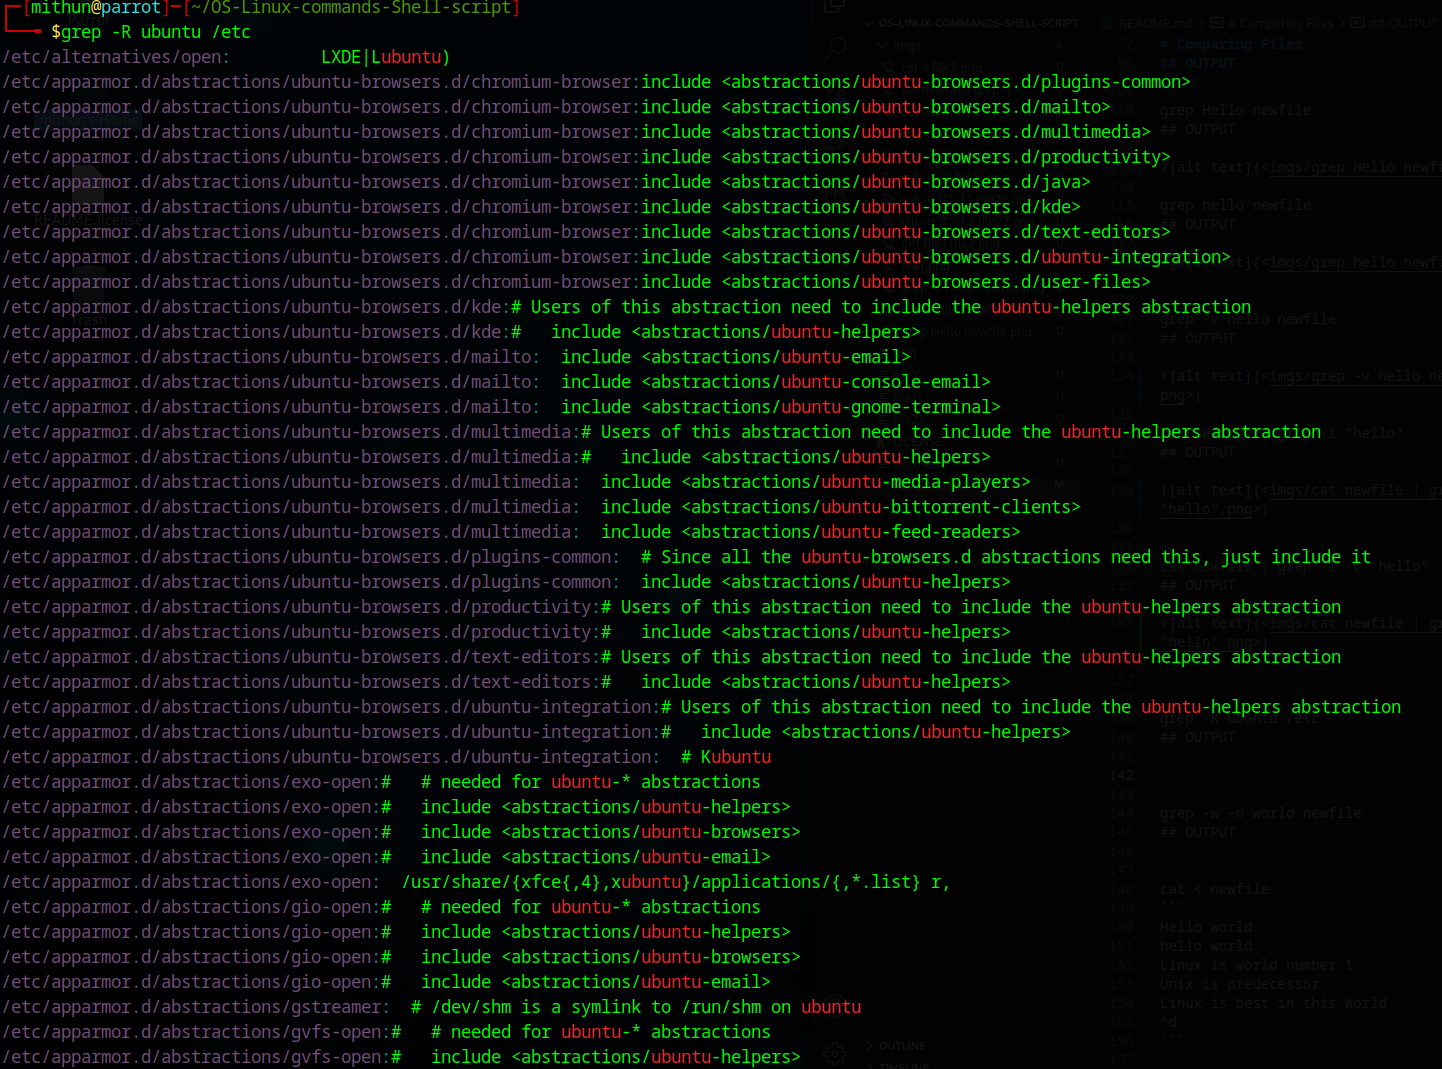 [mithun@parrot]─[~/OS-Linux-commands-Shell-script]
$grep -R ubuntu /etc
/etc/alternatives/open:         LXDE|Lubuntu)
/etc/apparmor.d/abstractions/ubuntu-browsers.d/chromium-browser:include <abstractions/ubuntu-browsers.d/plugins-common>
/etc/apparmor.d/abstractions/ubuntu-browsers.d/chromium-browser:include <abstractions/ubuntu-browsers.d/mailto>
/etc/apparmor.d/abstractions/ubuntu-browsers.d/chromium-browser:include <abstractions/ubuntu-browsers.d/multimedia>
/etc/apparmor.d/abstractions/ubuntu-browsers.d/chromium-browser:include <abstractions/ubuntu-browsers.d/productivity>
/etc/apparmor.d/abstractions/ubuntu-browsers.d/chromium-browser:include <abstractions/ubuntu-browsers.d/java>
/etc/apparmor.d/abstractions/ubuntu-browsers.d/chromium-browser:include <abstractions/ubuntu-browsers.d/kde>
/etc/apparmor.d/abstractions/ubuntu-browsers.d/chromium-browser:include <abstractions/ubuntu-browsers.d/text-editors>
/etc/apparmor.d/abstractions/ubuntu-browsers.d/chromium-browser:include <abstractions/ubuntu-browsers.d/ubuntu-integration>
/etc/apparmor.d/abstractions/ubuntu-browsers.d/chromium-browser:include <abstractions/ubuntu-browsers.d/user-files>
/etc/apparmor.d/abstractions/ubuntu-browsers.d/kde:# Users of this abstraction need to include the ubuntu-helpers abstraction
/etc/apparmor.d/abstractions/ubuntu-browsers.d/kde:#   include <abstractions/ubuntu-helpers>
/etc/apparmor.d/abstractions/ubuntu-browsers.d/mailto:  include <abstractions/ubuntu-email>
/etc/apparmor.d/abstractions/ubuntu-browsers.d/mailto:  include <abstractions/ubuntu-console-email>
/etc/apparmor.d/abstractions/ubuntu-browsers.d/mailto:  include <abstractions/ubuntu-gnome-terminal>
/etc/apparmor.d/abstractions/ubuntu-browsers.d/multimedia:# Users of this abstraction need to include the ubuntu-helpers abstraction
/etc/apparmor.d/abstractions/ubuntu-browsers.d/multimedia:#   include <abstractions/ubuntu-helpers>
/etc/apparmor.d/abstractions/ubuntu-browsers.d/multimedia:  include <abstractions/ubuntu-media-players>
/etc/apparmor.d/abstractions/ubuntu-browsers.d/multimedia:  include <abstractions/ubuntu-bittorrent-clients>
/etc/apparmor.d/abstractions/ubuntu-browsers.d/multimedia:  include <abstractions/ubuntu-feed-readers>
/etc/apparmor.d/abstractions/ubuntu-browsers.d/plugins-common:  # Since all the ubuntu-browsers.d abstractions need this, just include it
/etc/apparmor.d/abstractions/ubuntu-browsers.d/plugins-common:  include <abstractions/ubuntu-helpers>
/etc/apparmor.d/abstractions/ubuntu-browsers.d/productivity:# Users of this abstraction need to include the ubuntu-helpers abstraction
/etc/apparmor.d/abstractions/ubuntu-browsers.d/productivity:#   include <abstractions/ubuntu-helpers>
/etc/apparmor.d/abstractions/ubuntu-browsers.d/text-editors:# Users of this abstraction need to include the ubuntu-helpers abstraction
/etc/apparmor.d/abstractions/ubuntu-browsers.d/text-editors:#   include <abstractions/ubuntu-helpers>
/etc/apparmor.d/abstractions/ubuntu-browsers.d/ubuntu-integration:# Users of this abstraction need to include the ubuntu-helpers abstraction
/etc/apparmor.d/abstractions/ubuntu-browsers.d/ubuntu-integration:#   include <abstractions/ubuntu-helpers>
/etc/apparmor.d/abstractions/ubuntu-browsers.d/ubuntu-integration:  # Kubuntu
/etc/apparmor.d/abstractions/exo-open:#   # needed for ubuntu-* abstractions
/etc/apparmor.d/abstractions/exo-open:#   include <abstractions/ubuntu-helpers>
/etc/apparmor.d/abstractions/exo-open:#   include <abstractions/ubuntu-browsers>
/etc/apparmor.d/abstractions/exo-open:#   include <abstractions/ubuntu-email>
/etc/apparmor.d/abstractions/exo-open:  /usr/share/{xfce{,4},xubuntu}/applications/{,*.list} r,
/etc/apparmor.d/abstractions/gio-open:#   # needed for ubuntu-* abstractions
/etc/apparmor.d/abstractions/gio-open:#   include <abstractions/ubuntu-helpers>
/etc/apparmor.d/abstractions/gio-open:#   include <abstractions/ubuntu-browsers>
/etc/apparmor.d/abstractions/gio-open:#   include <abstractions/ubuntu-email>
/etc/apparmor.d/abstractions/gstreamer:  # /dev/shm is a symlink to /run/shm on ubuntu
/etc/apparmor.d/abstractions/gvfs-open:#   # needed for ubuntu-* abstractions
/etc/apparmor.d/abstractions/gvfs-open:#   include <abstractions/ubuntu-helpers>